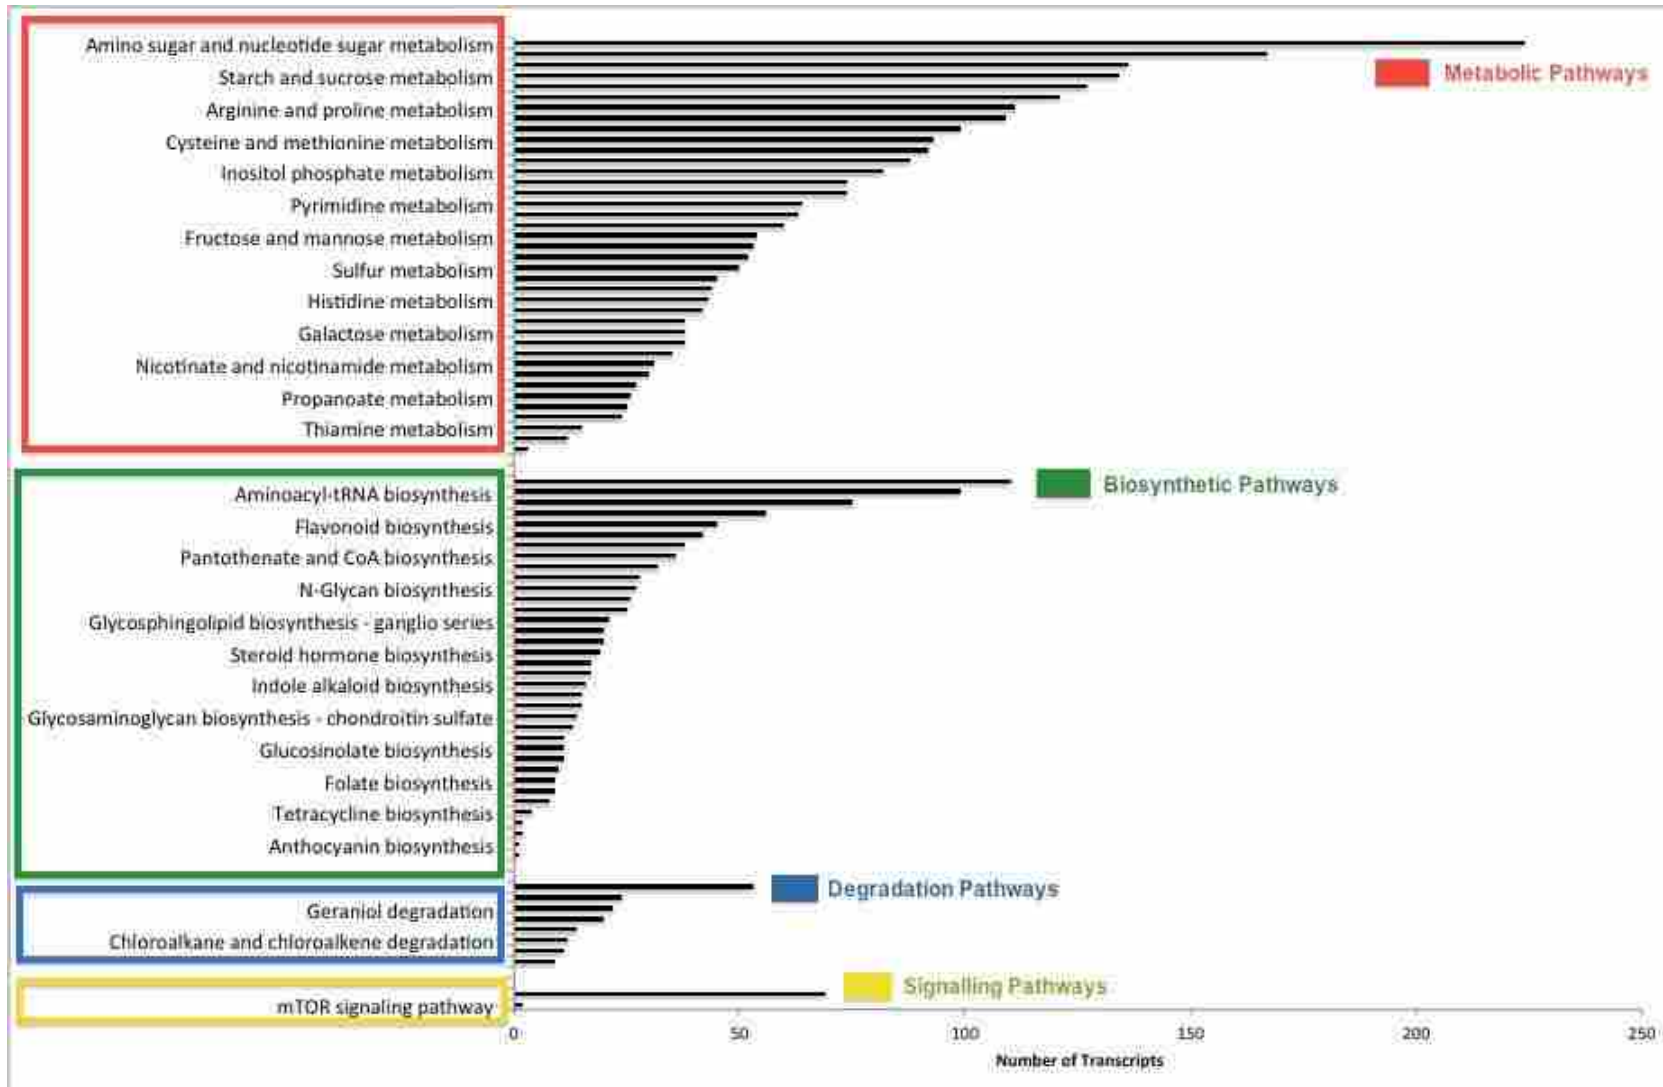 Amino sugar and nucleotide sugar metabolism
Metabolic Pathways
Starch and sucrose metabolism
Arginine and proline metabolism
Cysteine and methionine metabolism
Inositol phosphate metabolism
Pyrimidine metabolism
Fructose and mannose metabolism
Sulfur metabolism
Histidine metabolism
Galactose metabolism
Nicotinate and nicotinamide metabolism
Propanoate metabolism
Thiamine metabolism
Biosynthetic Pathways
Aminoacyl-tRNA biosynthesis
Flavonoid biosynthesis
Pantothenate and CoA biosynthesis
N-Glycan biosynthesis
Glycosphingolipid biosynthesis - ganglio series
Steroid hormone biosynthesis
Indole alkaloid biosynthesis
Glycosaminoglycan biosynthesis - chondroitin sulfate
Glucosinolate biosynthesis
Folate biosynthesis
Tetracycline biosynthesis
Anthocyanin biosynthesis
Degradation Pathways
Geraniol degradation
Chloroalkane and chloroalkene degradation
Signalling Pathways
mTOR signaling pathway
0 50 100 150 200 250
Number of Transcripts